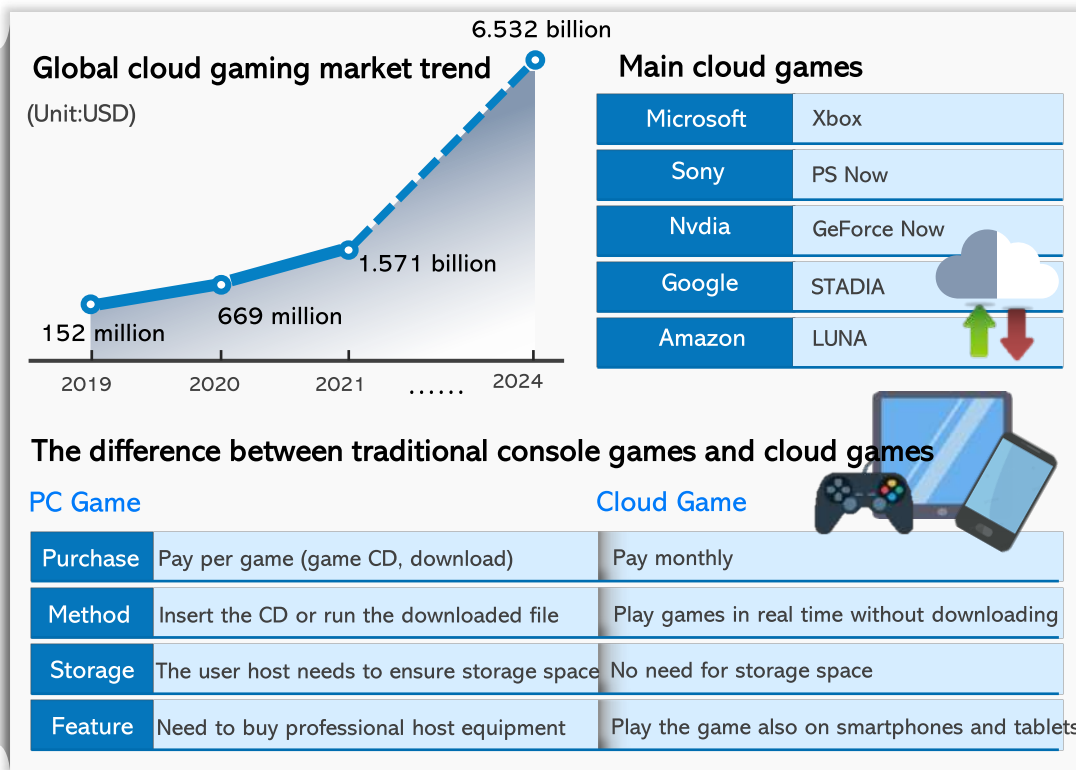 6.532 billion
Global cloud gaming market trend
(Unit:USD)
1.571 billion
669 million
152 million
2019 2020 2021 ...... 2024
Main cloud games
Microsoft Xbox
Sony PS Now
Nvdia GeForce Now
Google STADIA
Amazon LUNA
The difference between traditional console games and cloud games
PC Game Cloud Game
Purchase Pay per game (game CD, download) Pay monthly
Method Insert the CD or run the downloaded file Play games in real time without downloading
Storage The user host needs to ensure storage space No need for storage space
Feature Need to buy professional host equipment Play the game also on smartphones and tablets